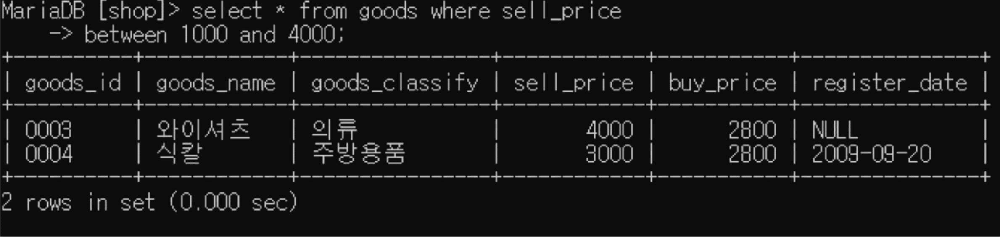 MariaDB [shop]> select * from goods where sell_price
    -> between 1000 and 4000;
+-----------+-------------+----------------+------------+-----------+---------------+
| goods_id | goods_name | goods_classify | sell_price | buy_price | register_date |
+-----------+-------------+----------------+------------+-----------+---------------+
| 0003     | 와이셔츠   | 의류           |       4000 |      2800 | NULL          |
| 0004     | 식칼       | 주방용품       |       3000 |      2800 | 2009-09-20    |
+-----------+-------------+----------------+------------+-----------+---------------+
2 rows in set (0.000 sec)